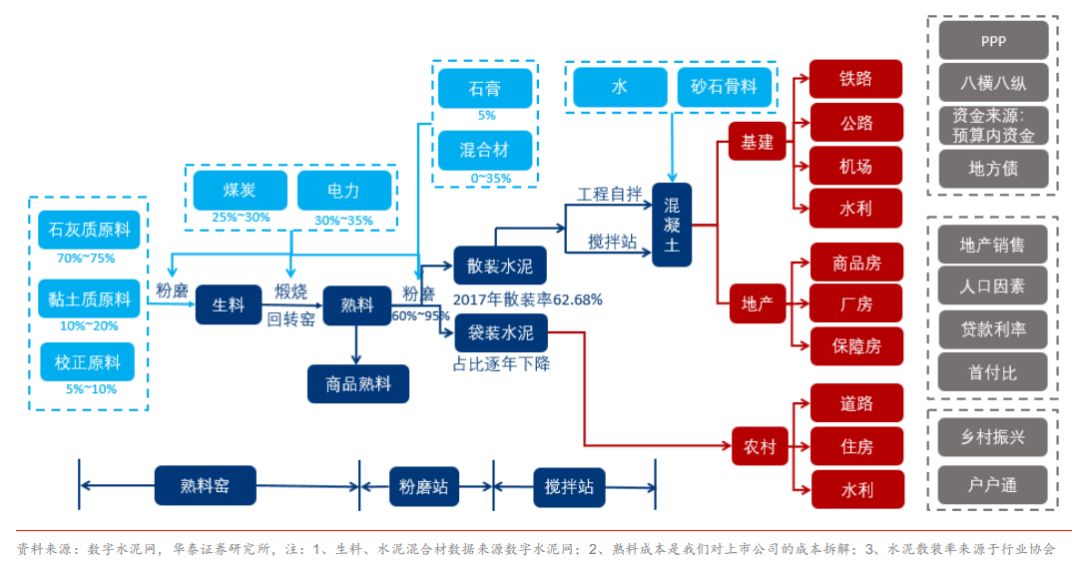 石灰质原料
70%~75%
黏土质原料
10%~20%
校正原料
5%~10%
粉磨
煤炭
25%~30%
电力
30%~35%
生料
煅烧
回转窑
熟料
商品熟料
石膏
5%
混合材
0~35%
粉磨
60%~95%
散装水泥
2017年散装率62.68%
袋装水泥
占比逐年下降
水
砂石骨料
工程自拌
搅拌站
混
凝
土
基建
铁路
公路
机场
水利
地产
商品房
厂房
保障房
农村
道路
住房
水利
PPP
八横八纵
资金来源：
预算内资金
地方债
地产销售
人口因素
贷款利率
首付比
乡村振兴
户户通
熟料窑
粉磨站
搅拌站
资料来源：数字水泥网，华泰证券研究所，注：1、生料、水泥混合材数据来源数字水泥网；2、熟料成本是我们对上市公司的成本拆解；3、水泥散装率来源于行业协会